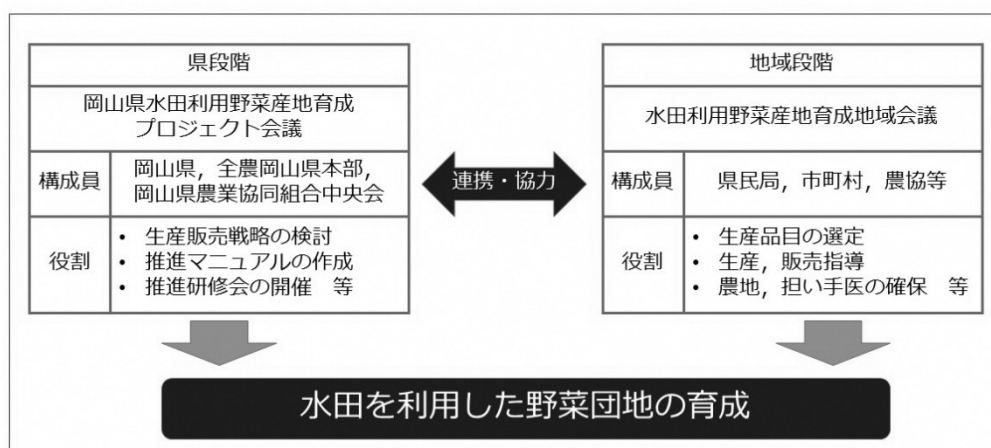 県段階
岡山県水田利用野菜産地育成
プロジェクト会議
構成員
岡山県，全農岡山県本部，
岡山県農業協同組合中央会
役割
• 生産販売戦略の検討
• 推進マニュアルの作成
• 推進研修会の開催　等
連携・協力
地域段階
水田利用野菜産地育成地域会議
構成員
県民局，市町村，農協等
役割
• 生産品目の選定
• 生産，販売指導
• 農地，担い手医の確保　等
水田を利用した野菜団地の育成